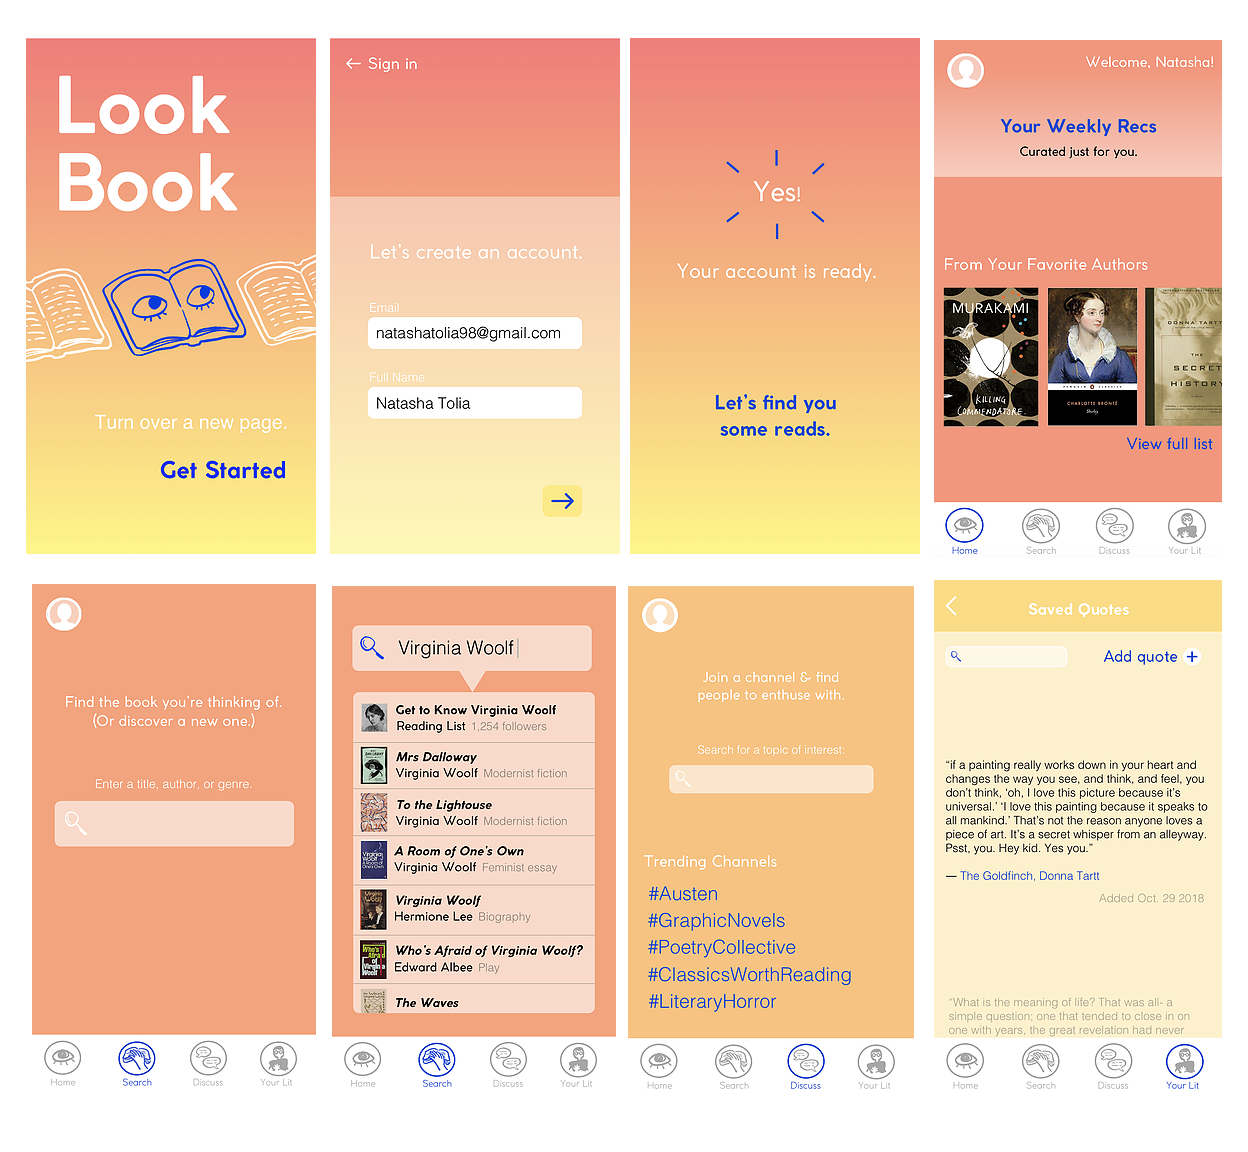 Look
Book
Turn over a new page.
Get Started
← Sign in
Let's create an account.
Email
natashatolia98@gmail.com
Full Name
Natasha Tolia
→
Yes!
Your account is ready.
Let's find you
some reads.
Welcome, Natasha!
Your Weekly Recs
Curated just for you.
From Your Favorite Authors
MURAKAMI
KILLING
COMMENDATORE
PENGUIN CLASSICS
CHARLOTTE BRONTË
Shirley
INTERNATIONAL BESTSELLER
DONNA TARTT
THE
SECRET
HISTORY
View full list
Home
Search
Discuss
Your Lit
Find the book you're thinking of.
(Or discover a new one.)
Enter a title, author, or genre.
Home
Search
Discuss
Your Lit
Virginia Woolf
Get to Know Virginia Woolf
Reading List 1,254 followers
Mrs Dalloway
Virginia Woolf Modernist fiction
To the Lightouse
Virginia Woolf Modernist fiction
A Room of One's Own
Virginia Woolf Feminist essay
Virginia Woolf
Hermione Lee Biography
Who's Afraid of Virginia Woolf?
Edward Albee Play
The Waves
Home
Search
Discuss
Your Lit
Join a channel & find
people to enthuse with.
Search for a topic of interest:
Trending Channels
#Austen
#GraphicNovels
#PoetryCollective
#ClassicsWorthReading
#LiteraryHorror
Home
Search
Discuss
Your Lit
Saved Quotes
Add quote +
“if a painting really works down in your heart and
changes the way you see, and think, and feel, you
don't think, ‘oh, I love this picture because it's
universal.’ ‘I love this painting because it speaks to
all mankind.’ That's not the reason anyone loves a
piece of art. It's a secret whisper from an alleyway.
Psst, you. Hey kid. Yes you.”
— The Goldfinch, Donna Tartt
Added Oct. 29 2018
“What is the meaning of life? That was all- a
simple question; one that tended to close in on
one with years, the great revelation had never
Home
Search
Discuss
Your Lit